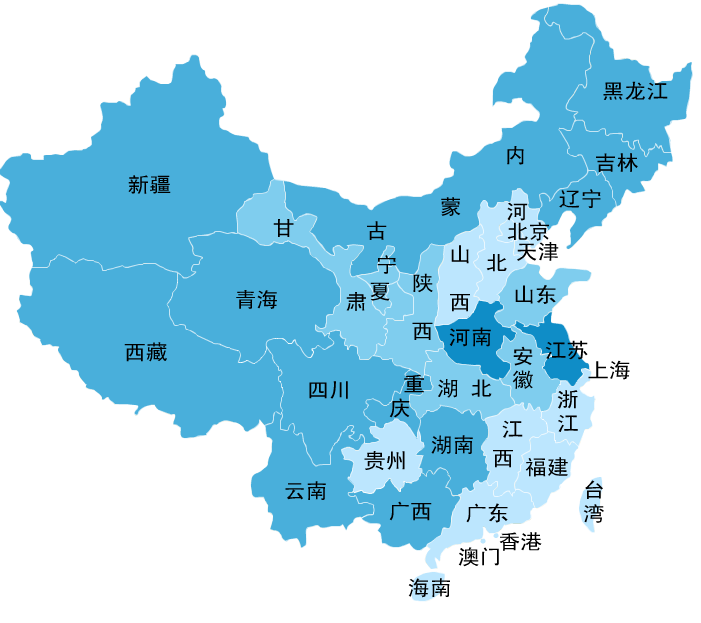 黑龙江
内
吉林
新疆
辽宁
蒙
河
甘
古
北京
天津
山
北
宁
陕
夏
青海
肃
山东
西
西
河南
江苏
西藏
安
上海
徽
重
四川
湖北
浙
庆
江
江
湖南
西
贵州
福建
云南
台
广西
广东
湾
香港
澳门
海南